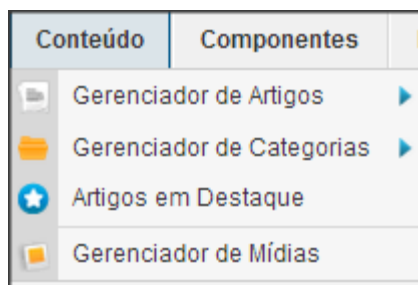 Conteúdo Componentes
Gerenciador de Artigos
Gerenciador de Categorias
Artigos em Destaque
Gerenciador de Mídias